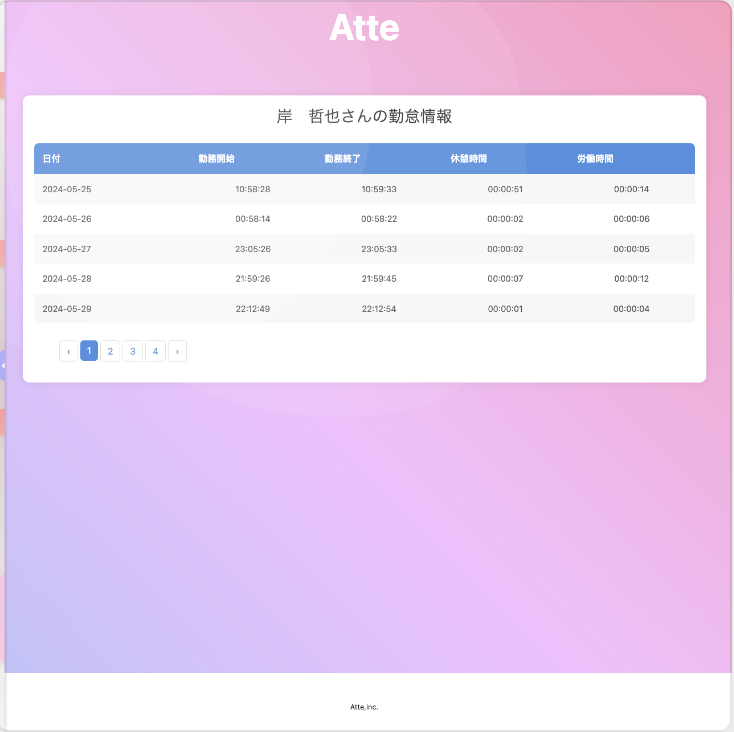 Atte
岸　哲也さんの勤怠情報
日付 勤務開始 勤務終了 休憩時間 労働時間
2024-05-25 10:58:28 10:59:33 00:00:51 00:00:14
2024-05-26 00:58:14 00:58:22 00:00:02 00:00:06
2024-05-27 23:05:26 23:05:33 00:00:02 00:00:05
2024-05-28 21:59:26 21:59:45 00:00:07 00:00:12
2024-05-29 22:12:49 22:12:54 00:00:01 00:00:04
‹ 1 2 3 4 ›
Atte,inc.